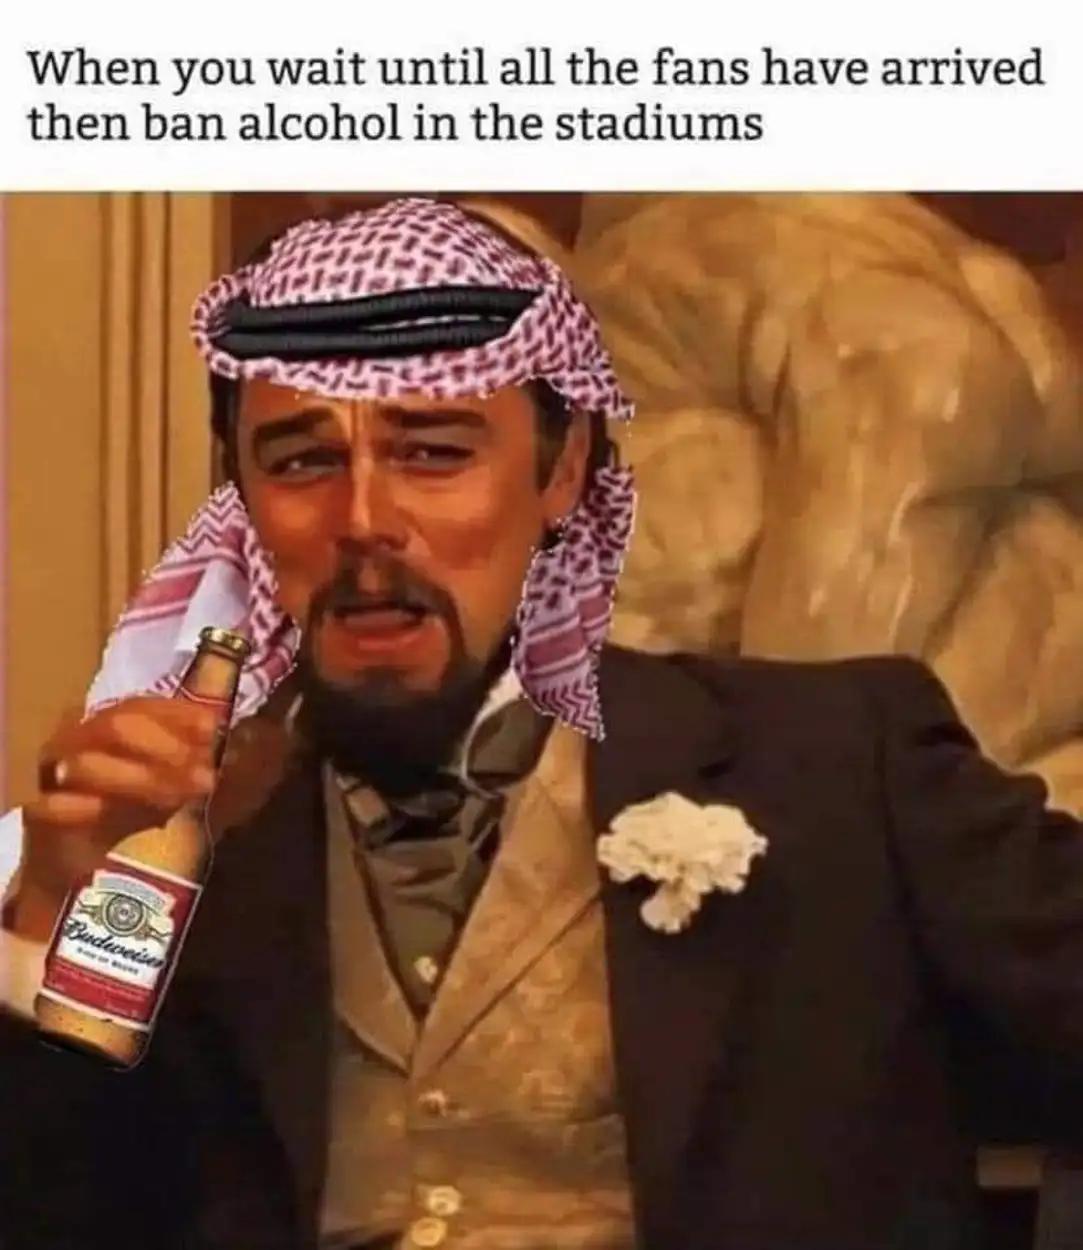 When you wait until all the fans have arrived
then ban alcohol in the stadiums
Budweiser